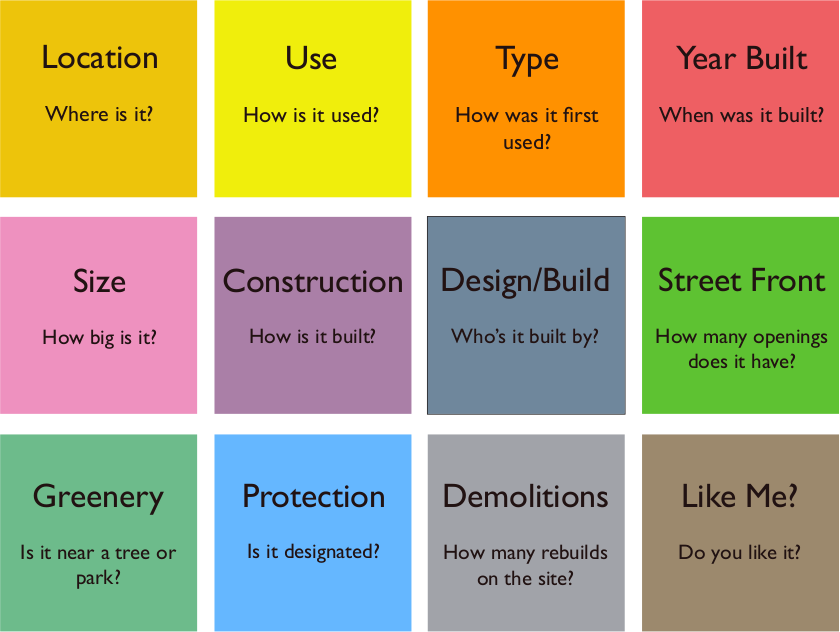 Location
Where is it?
Use
How is it used?
Type
How was it first
used?
Year Built
When was it built?
Size
How big is it?
Construction
How is it built?
Design/Build
Who's it built by?
Street Front
How many openings
does it have?
Greenery
Is it near a tree or
park?
Protection
Is it designated?
Demolitions
How many rebuilds
on the site?
Like Me?
Do you like it?